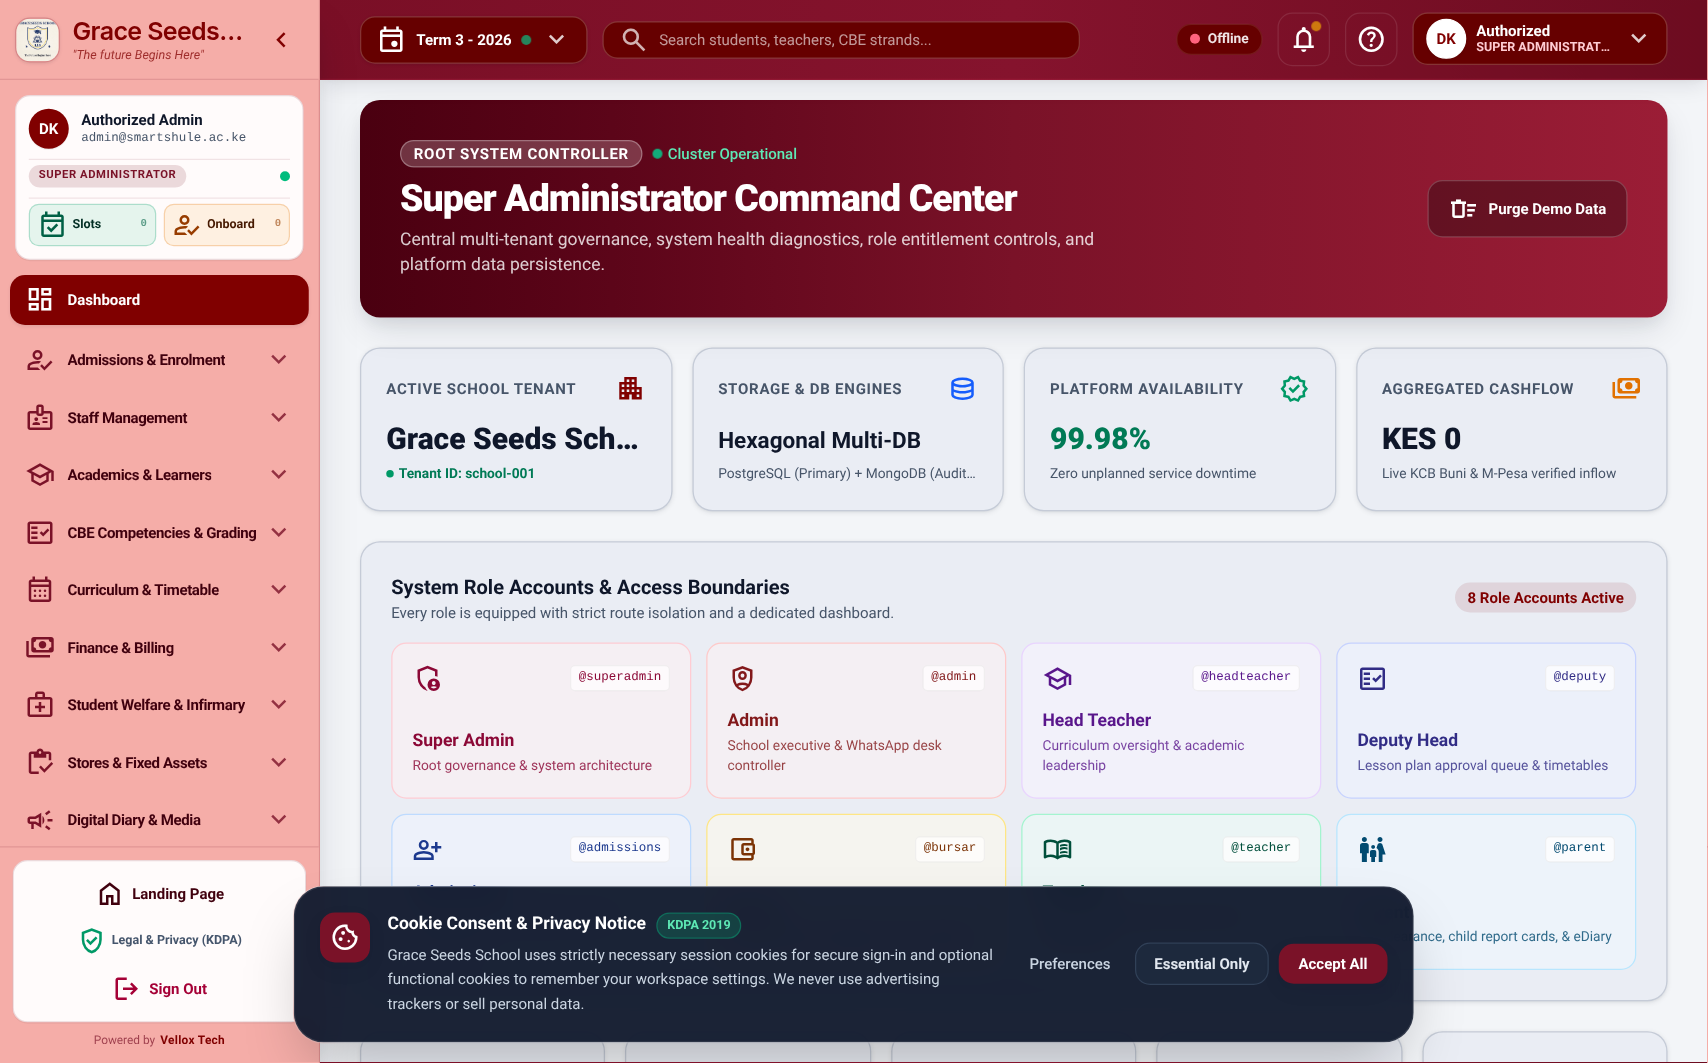 Grace Seeds...
"The future Begins Here"
Term 3 - 2026
Search students, teachers, CBE strands...
Offline
DK
Authorized
SUPER ADMINISTRAT...
DK
Authorized Admin
admin@smartshule.ac.ke
SUPER ADMINISTRATOR
Slots 0
Onboard 0
Dashboard
Admissions & Enrolment
Staff Management
Academics & Learners
CBE Competencies & Grading
Curriculum & Timetable
Finance & Billing
Student Welfare & Infirmary
Stores & Fixed Assets
Digital Diary & Media
Landing Page
Legal & Privacy (KDPA)
Sign Out
Powered by Vellox Tech
ROOT SYSTEM CONTROLLER
Cluster Operational
Super Administrator Command Center
Central multi-tenant governance, system health diagnostics, role entitlement controls, and
platform data persistence.
Purge Demo Data
ACTIVE SCHOOL TENANT
Grace Seeds Sch...
Tenant ID: school-001
STORAGE & DB ENGINES
Hexagonal Multi-DB
PostgreSQL (Primary) + MongoDB (Audit...
PLATFORM AVAILABILITY
99.98%
Zero unplanned service downtime
AGGREGATED CASHFLOW
KES 0
Live KCB Buni & M-Pesa verified inflow
System Role Accounts & Access Boundaries
Every role is equipped with strict route isolation and a dedicated dashboard.
8 Role Accounts Active
@superadmin
Super Admin
Root governance & system architecture
@admin
Admin
School executive & WhatsApp desk
controller
@headteacher
Head Teacher
Curriculum oversight & academic
leadership
@deputy
Deputy Head
Lesson plan approval queue & timetables
@admissions
@bursar
@teacher
@parent
ance, child report cards, & eDiary
Cookie Consent & Privacy Notice
KDPA 2019
Grace Seeds School uses strictly necessary session cookies for secure sign-in and optional
functional cookies to remember your workspace settings. We never use advertising
trackers or sell personal data.
Preferences
Essential Only
Accept All